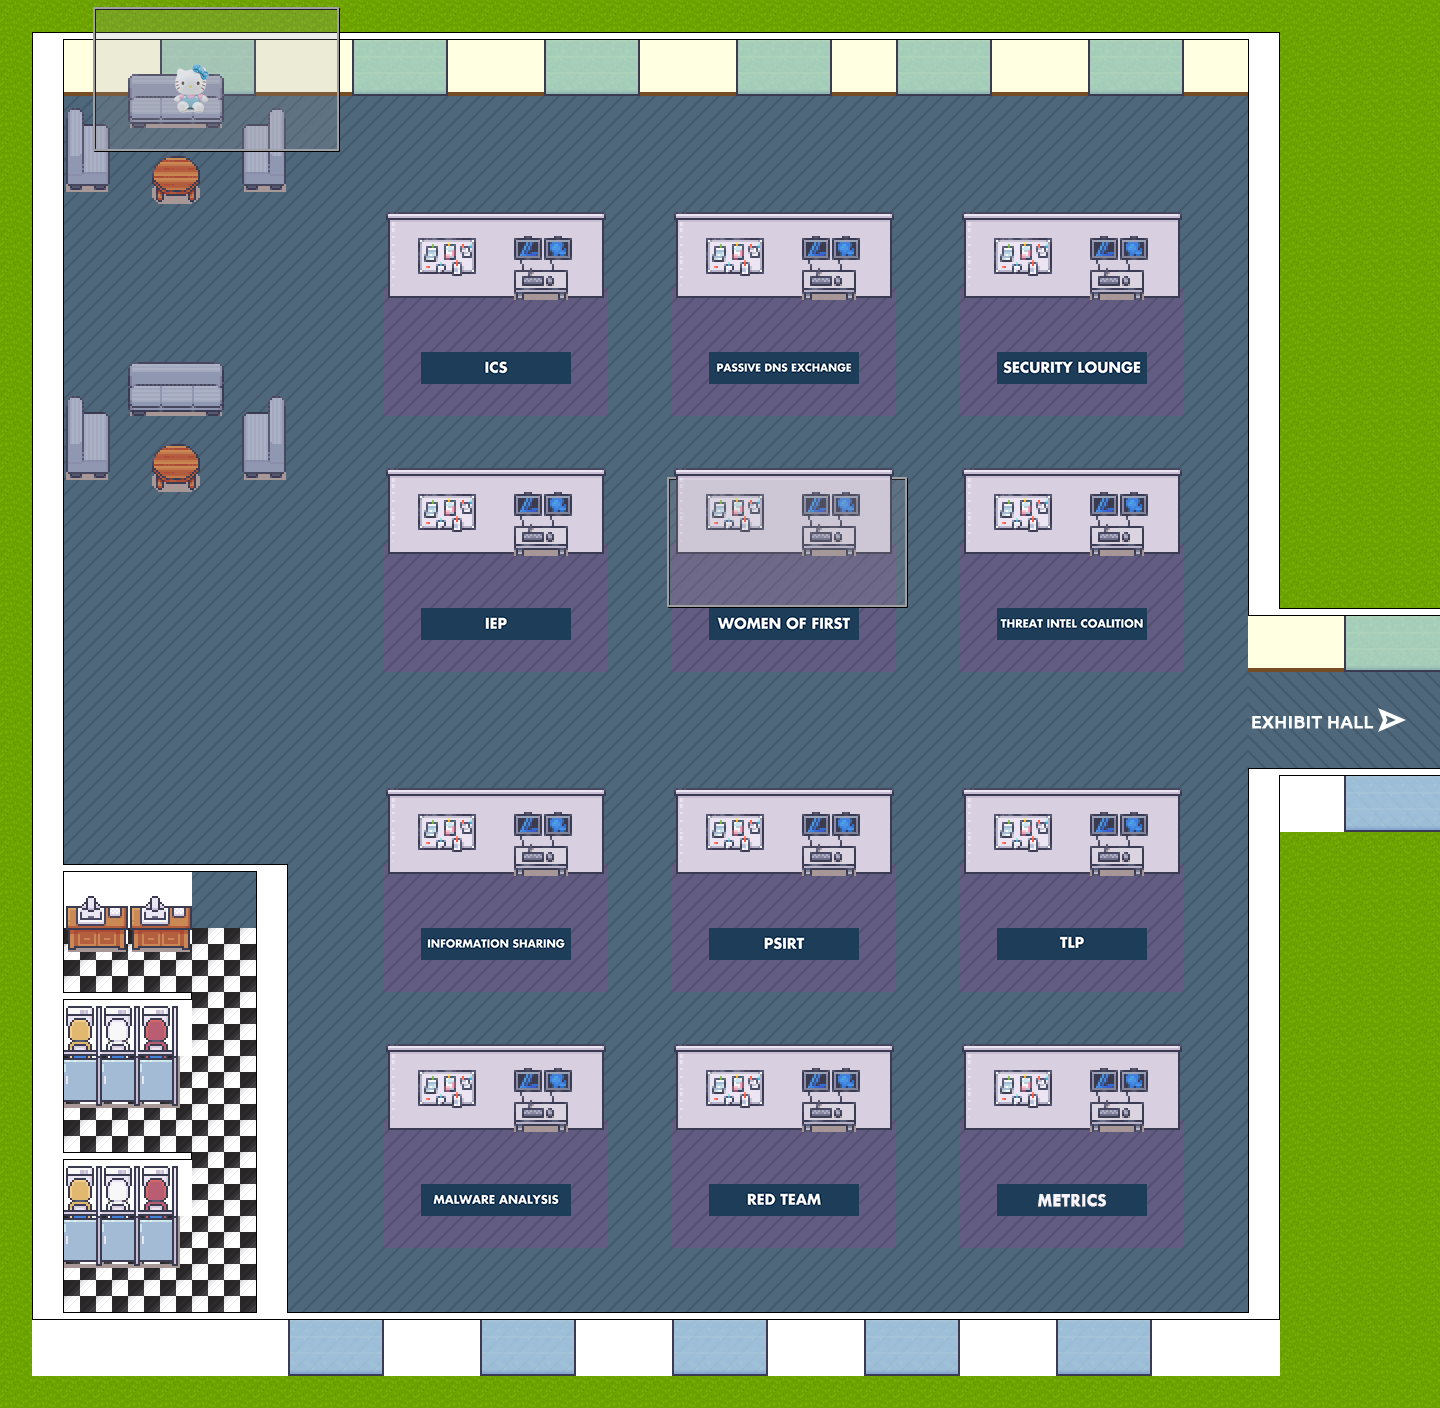 ICS
PASSIVE DNS EXCHANGE
SECURITY LOUNGE
IEP
WOMEN OF FIRST
THREAT INTEL COALITION
EXHIBIT HALL
INFORMATION SHARING
PSIRT
TLP
MALWARE ANALYSIS
RED TEAM
METRICS